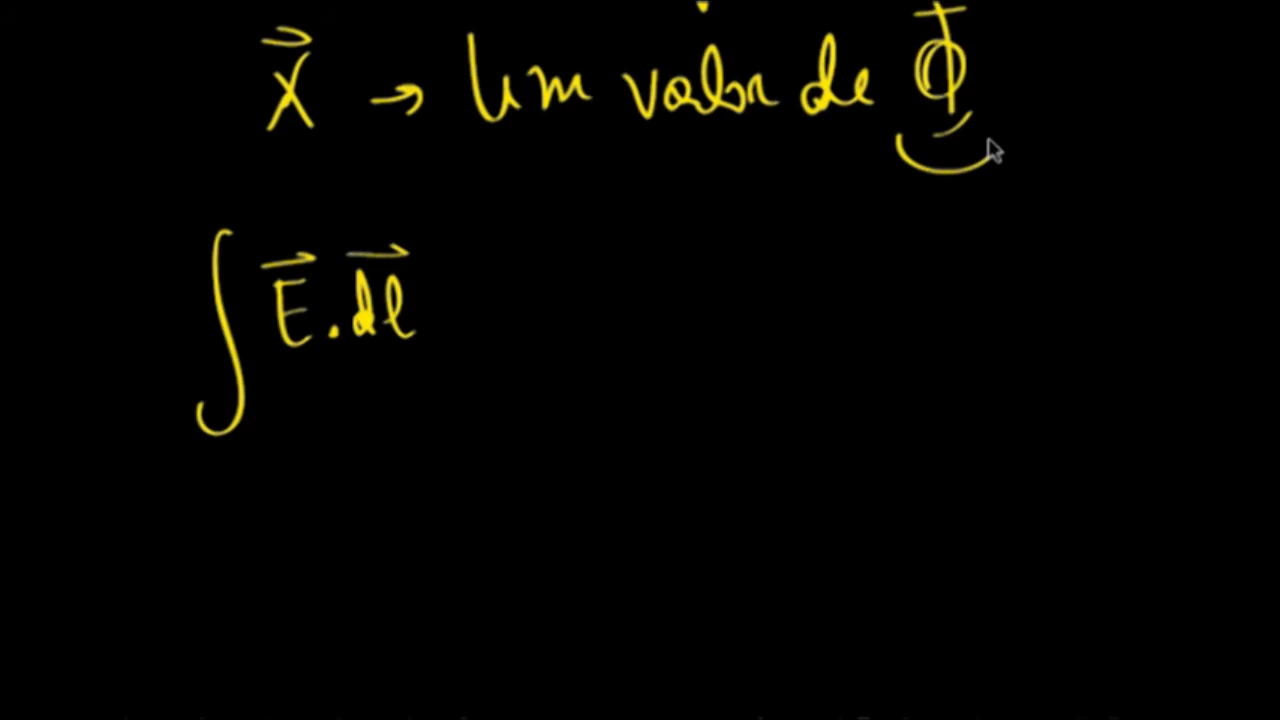 X⃗ → Um valor de Φ
∫ E⃗ . dl⃗